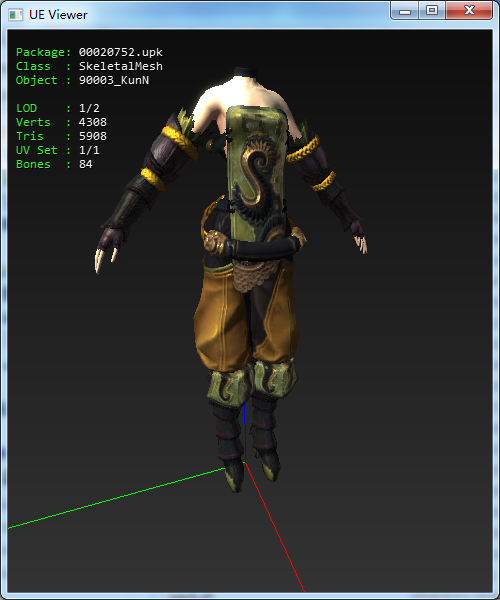 UE Viewer
Package: 00020752.upk
Class : SkeletalMesh
Object : 90003_KunN
LOD : 1/2
Verts : 4308
Tris : 5908
UV Set : 1/1
Bones : 84